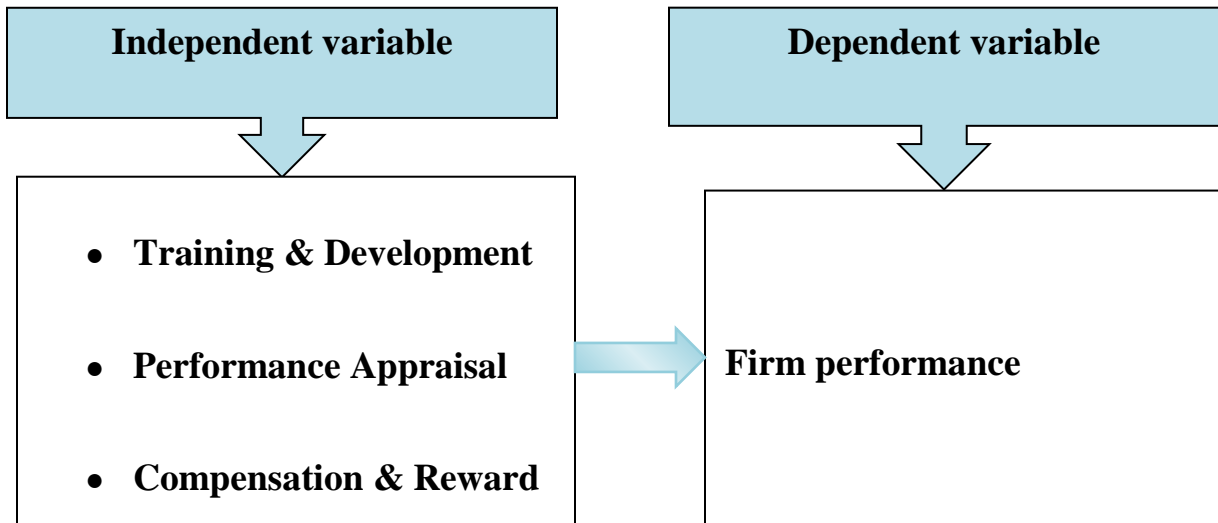 Independent variable
Dependent variable
• Training & Development
• Performance Appraisal
• Compensation & Reward
Firm performance